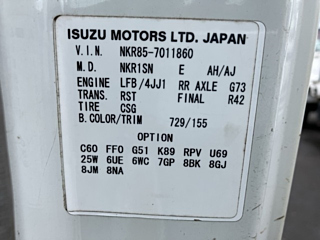 ISUZU MOTORS LTD. JAPAN
V.I.N. NKR85-7011860
M.D. NKR1SN E AH/AJ
ENGINE LFB/4JJ1 RR AXLE G73
TRANS. RST FINAL R42
TIRE CSG
B.COLOR/TRIM 729/155
OPTION
C60 FF0 G51 K89 RPV U69
25W 6UE 6WC 7GP 8BK 8GJ
8JM 8NA